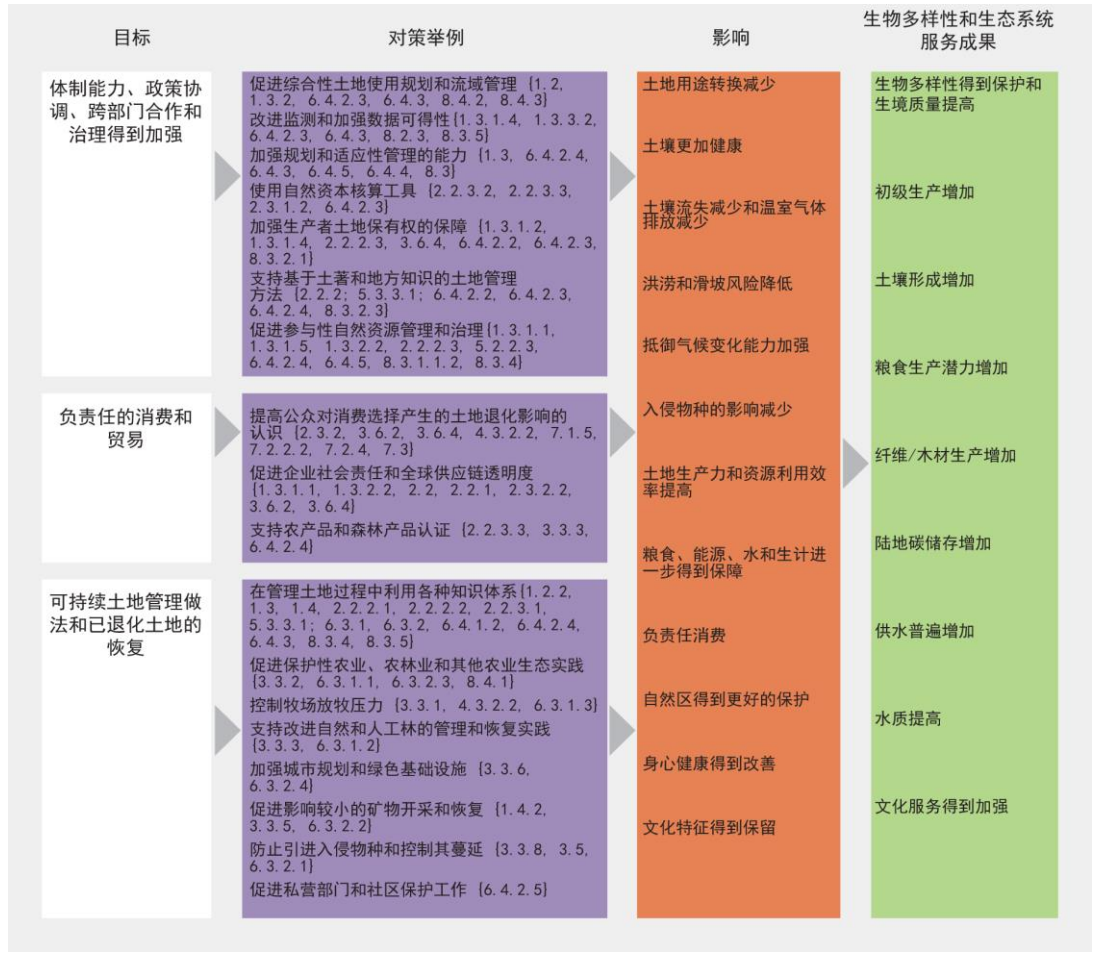 目标
对策举例
影响
生物多样性和生态系统
服务成果
体制能力、政策协
调、跨部门合作和
治理得到加强
促进综合性土地使用规划和流域管理 {1.2,
1.3.2, 6.4.2.3, 6.4.3, 8.4.2, 8.4.3}
改进监测和加强数据可得性{1.3.1.4, 1.3.3.2,
6.4.2.3, 6.4.3, 8.2.3, 8.3.5}
加强规划和适应性管理的能力 {1.3, 6.4.2.4,
6.4.3, 6.4.5, 6.4.4, 8.3}
使用自然资本核算工具 {2.2.3.2, 2.2.3.3,
2.3.1.2, 6.4.2.3}
加强生产者土地保有权的保障 {1.3.1.2,
1.3.1.4, 2.2.2.3, 3.6.4, 6.4.2.2, 6.4.2.3,
8.3.2.1}
支持基于土著和地方知识的土地管理
方法 {2.2.2; 5.3.3.1; 6.4.2.2, 6.4.2.3,
6.4.2.4, 8.3.2.3}
促进参与性自然资源管理和治理{1.3.1.1,
1.3.1.5, 1.3.2.2, 2.2.2.3, 5.2.2.3,
6.4.2.4, 6.4.5, 8.3.1.1.2, 8.3.4}
负责任的消费和
贸易
提高公众对消费选择产生的土地退化影响的
认识 {2.3.2, 3.6.2, 3.6.4, 4.3.2.2, 7.1.5,
7.2.2.2, 7.2.4, 7.3}
促进企业社会责任和全球供应链透明度
{1.3.1.1, 1.3.2.2, 2.2, 2.2.1, 2.3.2.2,
3.6.2, 3.6.4}
支持农产品和森林产品认证 {2.2.3.3, 3.3.3,
6.4.2.4}
可持续土地管理做
法和已退化土地的
恢复
在管理土地过程中利用各种知识体系{1.2.2,
1.3, 1.4, 2.2.2.1, 2.2.2.2, 2.2.3.1,
5.3.3.1; 6.3.1, 6.3.2, 6.4.1.2, 6.4.2.4,
6.4.3, 8.3.4, 8.3.5}
促进保护性农业、农林业和其他农业生态实践
{3.3.2, 6.3.1.1, 6.3.2.3, 8.4.1}
控制牧场放牧压力 {3.3.1, 4.3.2.2, 6.3.1.3}
支持改进自然和人工林的管理和恢复实践
{3.3.3, 6.3.1.2}
加强城市规划和绿色基础设施 {3.3.6,
6.3.2.4}
促进影响较小的矿物开采和恢复 {1.4.2,
3.3.5, 6.3.2.2}
防止引进入侵物种和控制其蔓延 {3.3.8, 3.5,
6.3.2.1}
促进私营部门和社区保护工作 {6.4.2.5}
土地用途转换减少
土壤更加健康
土壤流失减少和温室气体
排放减少
洪涝和滑坡风险降低
抵御气候变化能力加强
入侵物种的影响减少
土地生产力和资源利用效
率提高
粮食、能源、水和生计进
一步得到保障
负责任消费
自然区得到更好的保护
身心健康得到改善
文化特征得到保留
生物多样性得到保护和
生境质量提高
初级生产增加
土壤形成增加
粮食生产潜力增加
纤维/木材生产增加
陆地碳储存增加
供水普遍增加
水质提高
文化服务得到加强